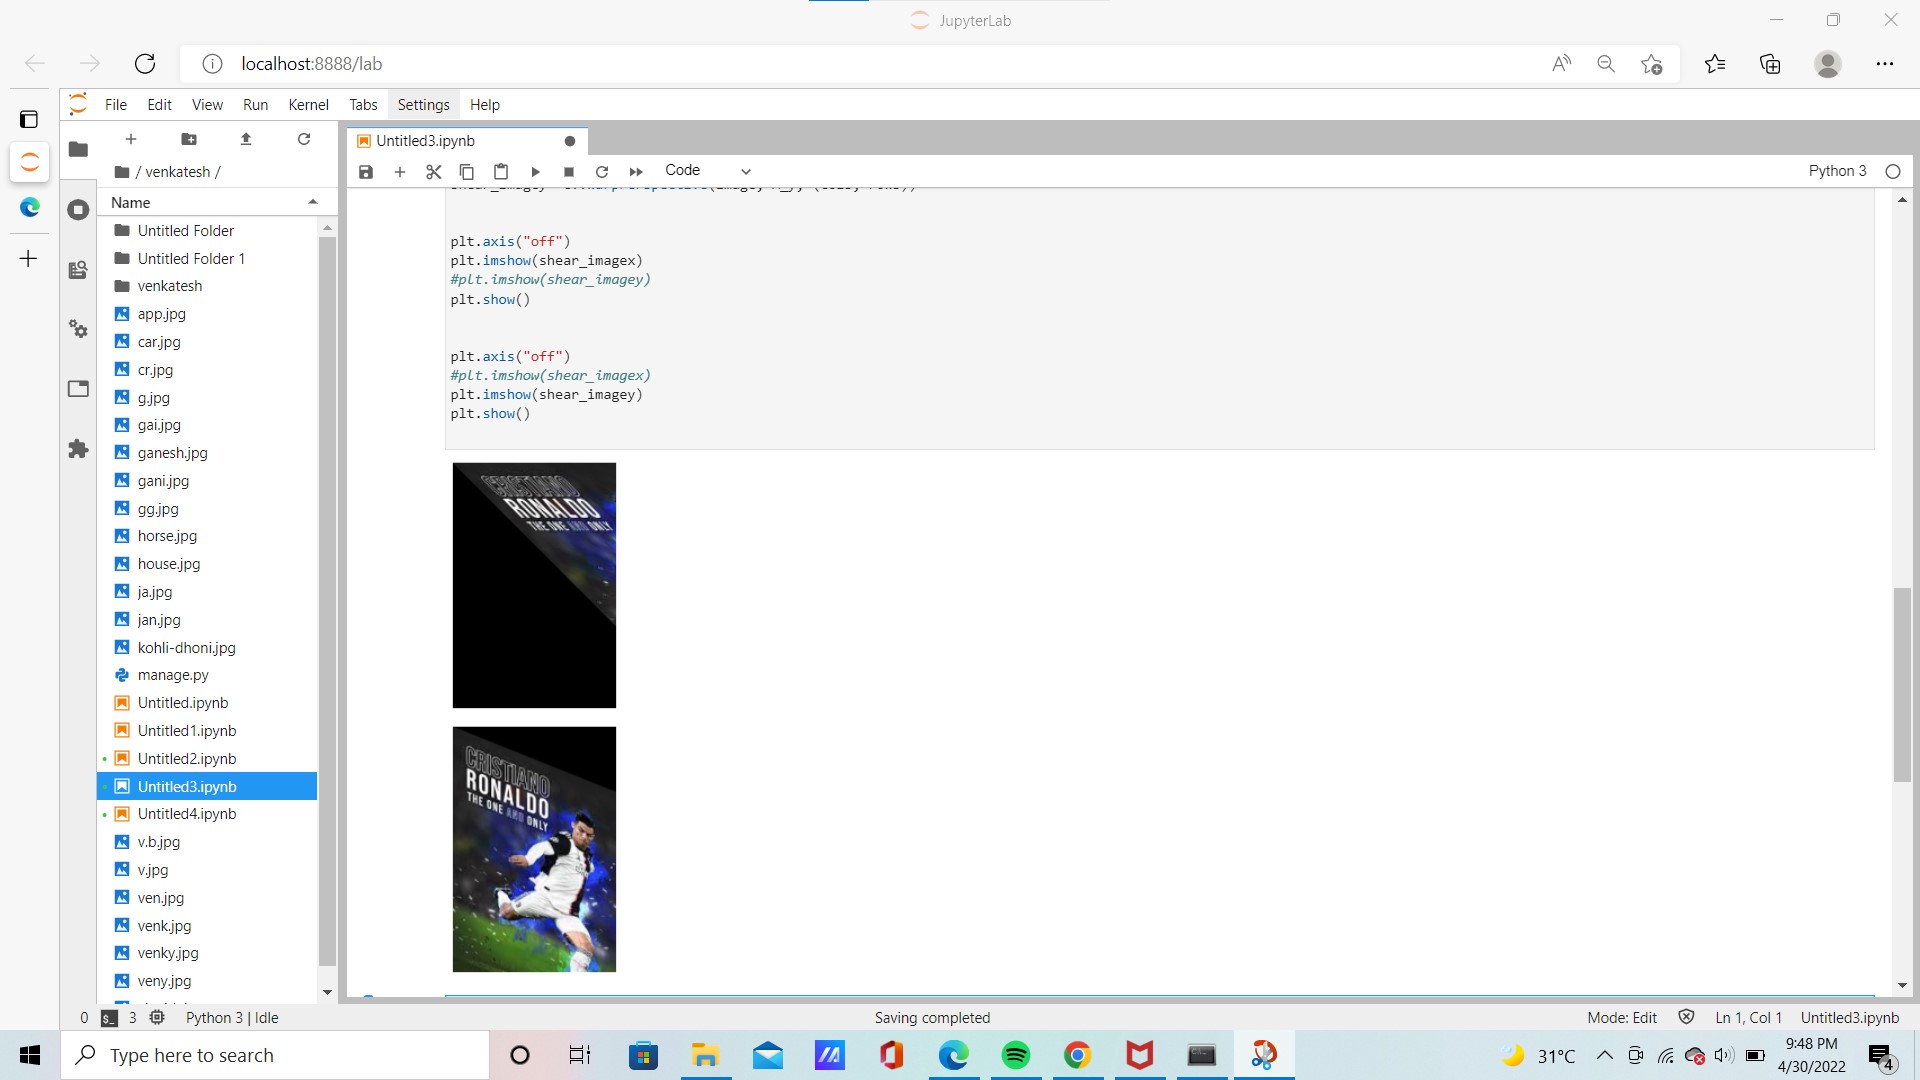 JupyterLab
localhost:8888/lab
File Edit View Run Kernel Tabs Settings Help
Untitled3.ipynb
/ venkatesh /
Code
Python 3
Name
Untitled Folder
Untitled Folder 1
venkatesh
app.jpg
car.jpg
cr.jpg
g.jpg
gai.jpg
ganesh.jpg
gani.jpg
gg.jpg
horse.jpg
house.jpg
ja.jpg
jan.jpg
kohli-dhoni.jpg
manage.py
Untitled.ipynb
Untitled1.ipynb
Untitled2.ipynb
Untitled3.ipynb
Untitled4.ipynb
v.b.jpg
v.jpg
ven.jpg
venk.jpg
venky.jpg
veny.jpg
plt.axis("off")
plt.imshow(shear_imagex)
#plt.imshow(shear_imagey)
plt.show()
plt.axis("off")
#plt.imshow(shear_imagex)
plt.imshow(shear_imagey)
plt.show()
CRISTIANO
RONALDO
THE ONE AND ONLY
CRISTIANO
RONALDO
THE ONE AND ONLY
0 3 Python 3 | Idle Saving completed Mode: Edit Ln 1, Col 1 Untitled3.ipynb
Type here to search
31°C
9:48 PM
4/30/2022
4